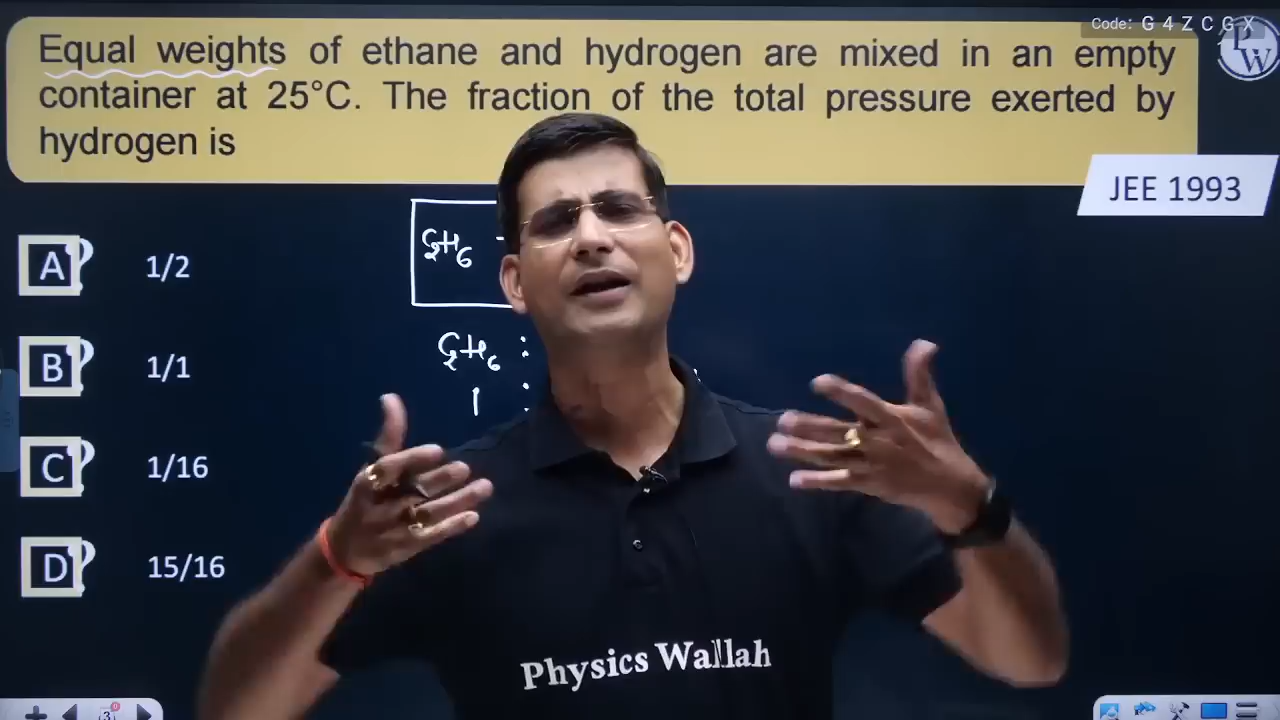 Code: G 4 Z C G X
Equal weights of ethane and hydrogen are mixed in an empty
container at 25°C. The fraction of the total pressure exerted by
hydrogen is
PW
JEE 1993
A? 1/2
B? 1/1
C? 1/16
D? 15/16
C₂H₆
C₂H₆ :
1 :
Physics Wallah
3